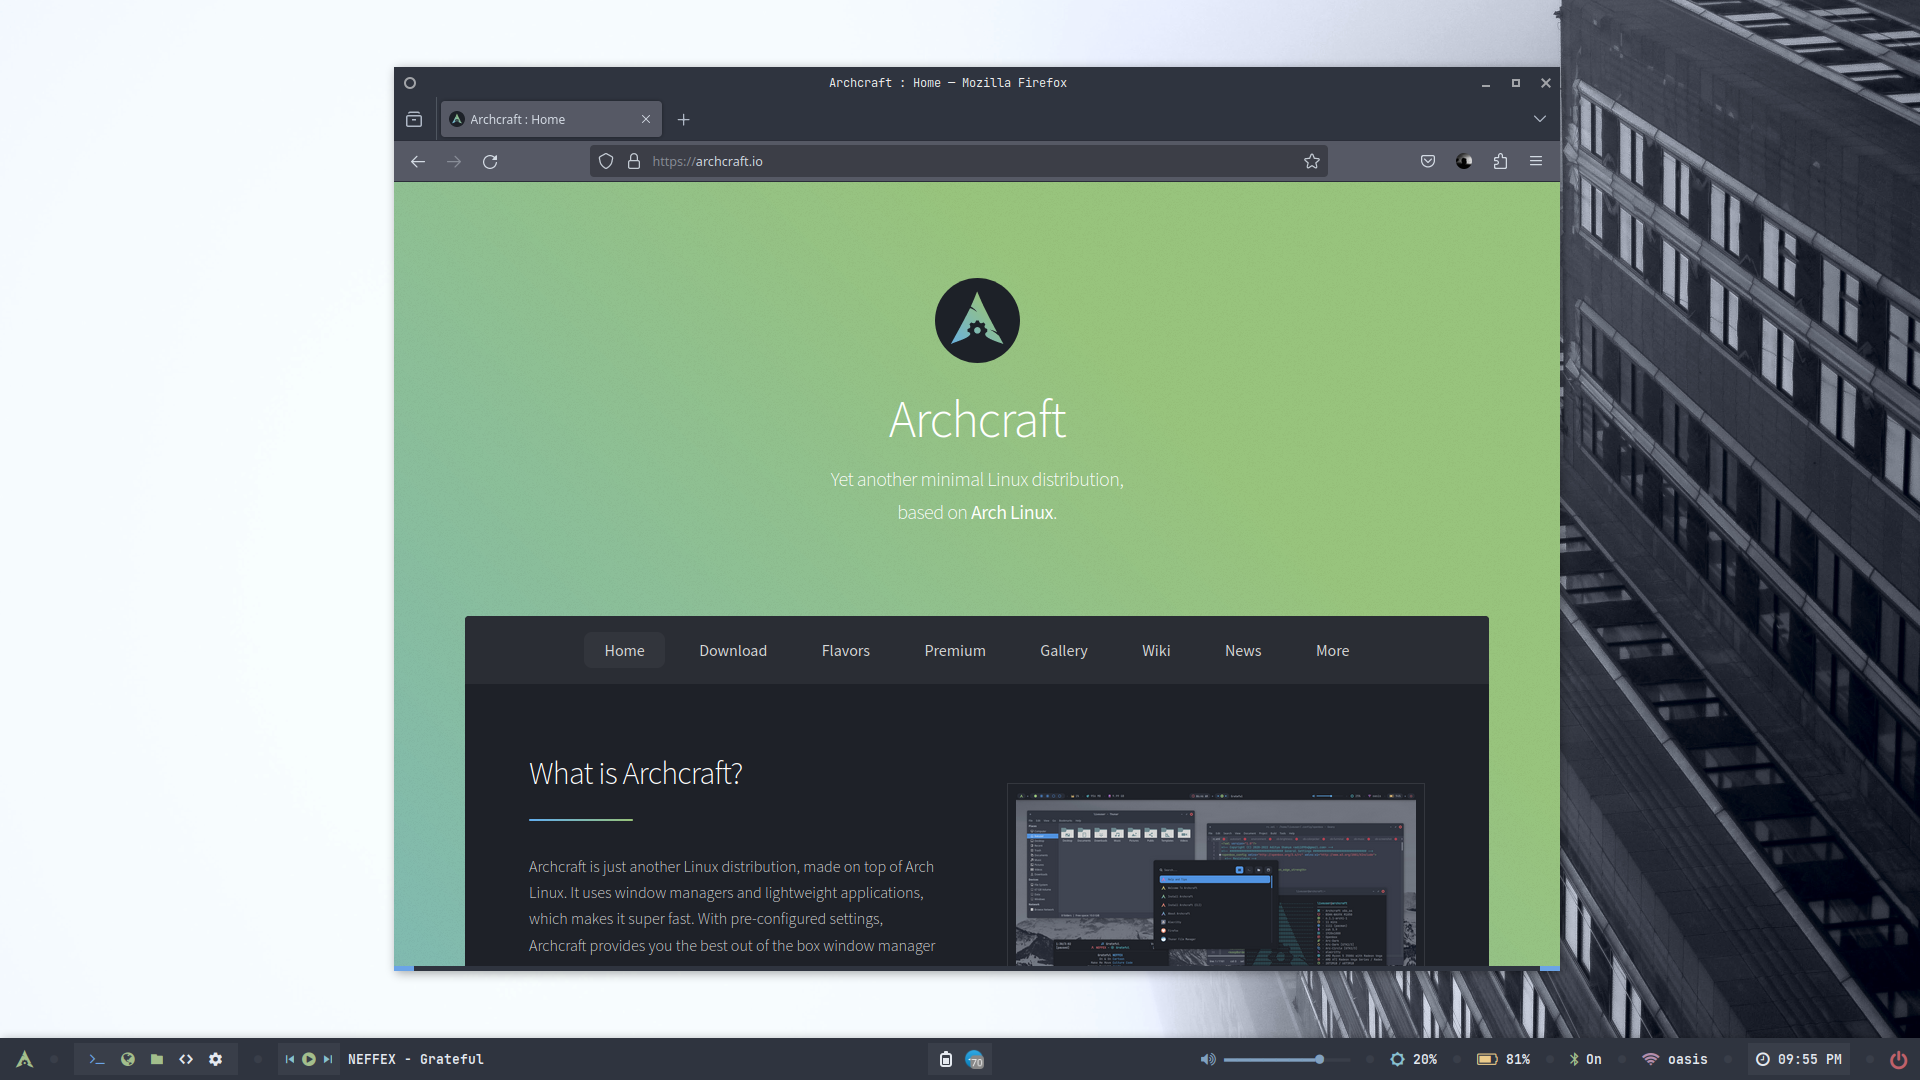 Archcraft : Home — Mozilla Firefox
Archcraft : Home
https://archcraft.io
Archcraft
Yet another minimal Linux distribution,
based on Arch Linux.
Home Download Flavors Premium Gallery Wiki News More
What is Archcraft?
Archcraft is just another Linux distribution, made on top of Arch
Linux. It uses window managers and lightweight applications,
which makes it super fast. With pre-configured settings,
Archcraft provides you the best out of the box window manager
NEFFEX - Grateful
70
20%
81%
On
oasis
09:55 PM